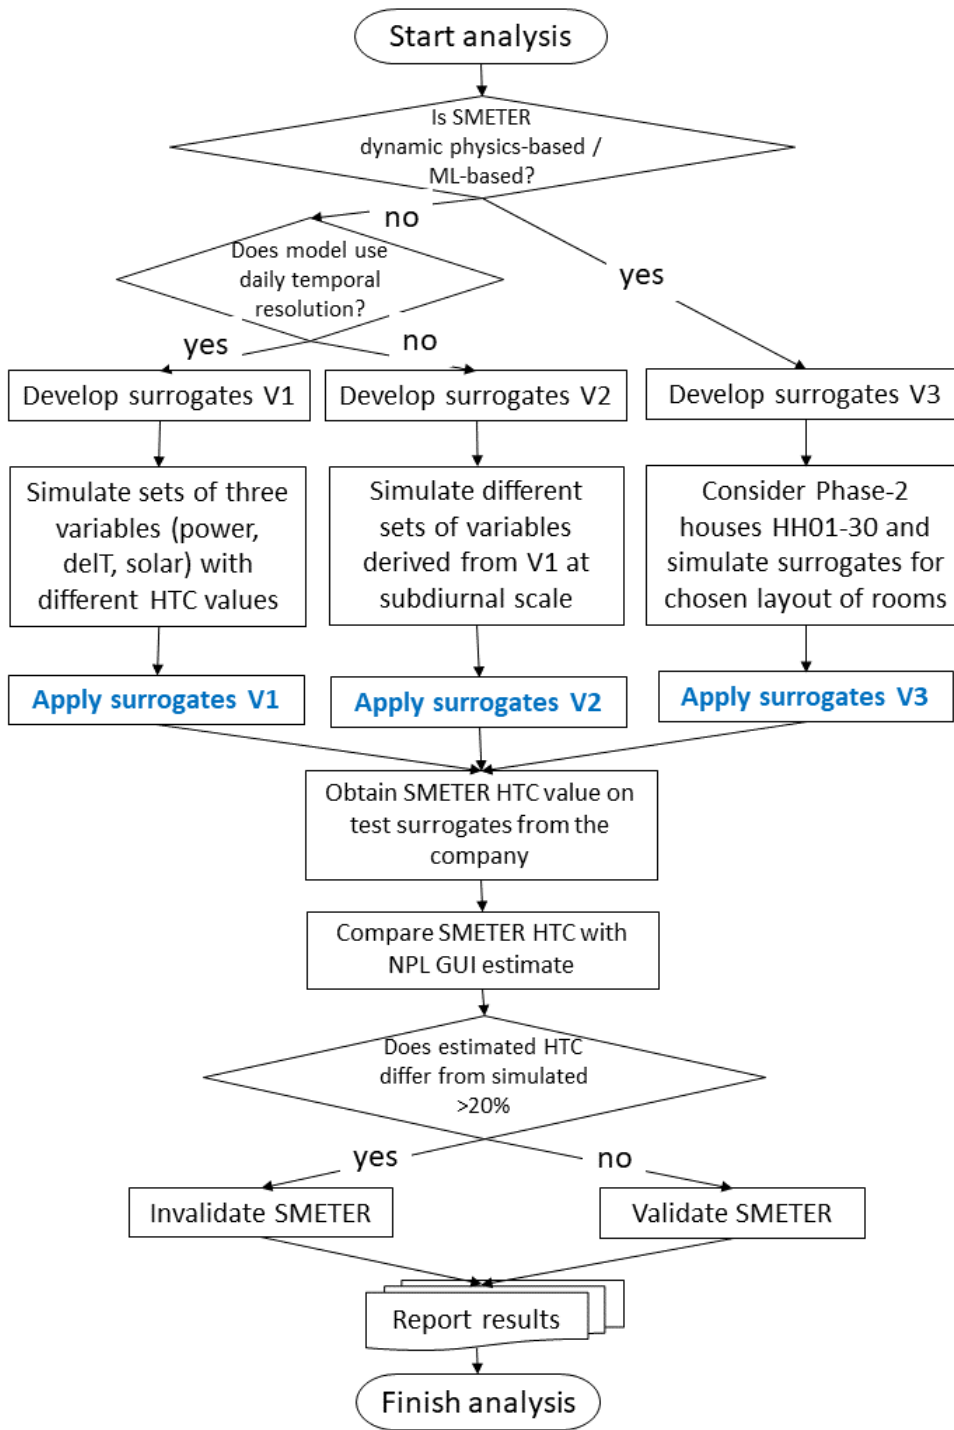 Start analysis
Is SMETER
dynamic physics-based /
ML-based?
no
yes
Does model use
daily temporal
resolution?
yes
no
Develop surrogates V1
Develop surrogates V2
Develop surrogates V3
Simulate sets of three
variables (power,
delT, solar) with
different HTC values
Simulate different
sets of variables
derived from V1 at
subdiurnal scale
Consider Phase-2
houses HH01-30 and
simulate surrogates for
chosen layout of rooms
Apply surrogates V1
Apply surrogates V2
Apply surrogates V3
Obtain SMETER HTC value on
test surrogates from the
company
Compare SMETER HTC with
NPL GUI estimate
Does estimated HTC
differ from simulated
>20%
yes
no
Invalidate SMETER
Validate SMETER
Report results
Finish analysis